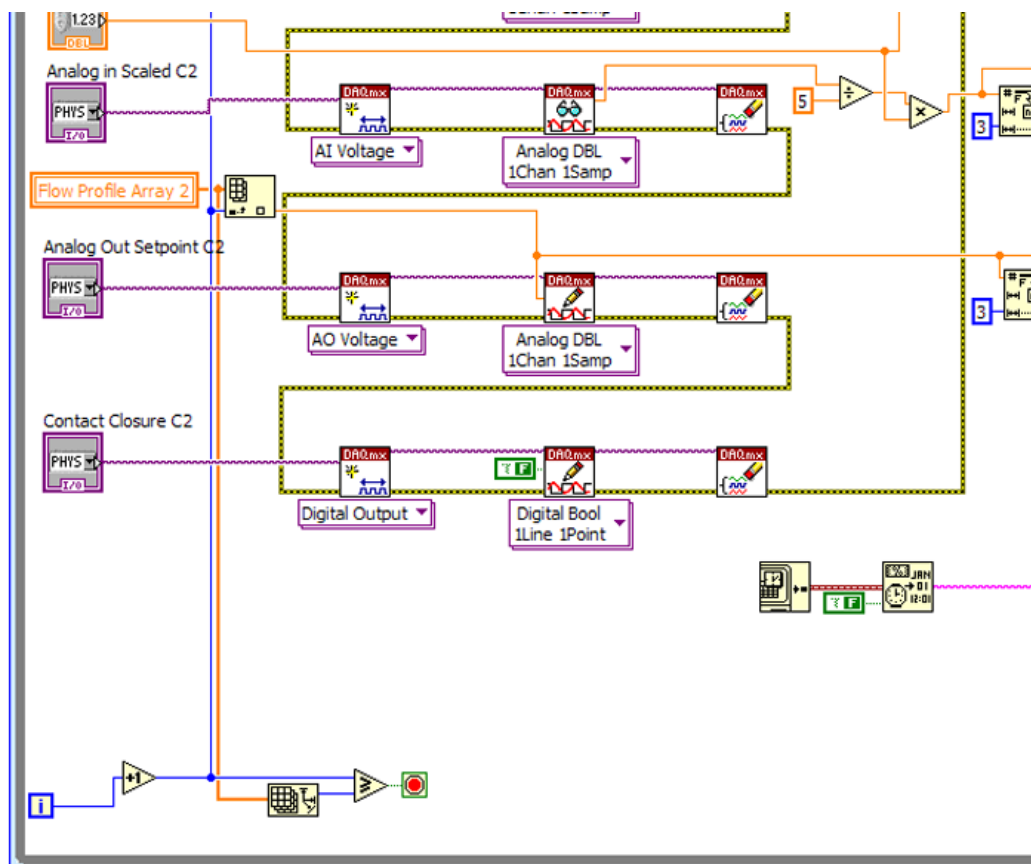 1Chan 1Samp
1.23
DBL
Analog in Scaled C2
PHYS
I/O
DAQmx
DAQmx
DAQmx
5
3
AI Voltage
Analog DBL
1Chan 1Samp
Flow Profile Array 2
Analog Out Setpoint C2
PHYS
I/O
DAQmx
DAQmx
DAQmx
3
AO Voltage
Analog DBL
1Chan 1Samp
Contact Closure C2
PHYS
I/O
DAQmx
DAQmx
DAQmx
F
Digital Output
Digital Bool
1Line 1Point
JAN
01
12:01
F
+1
i